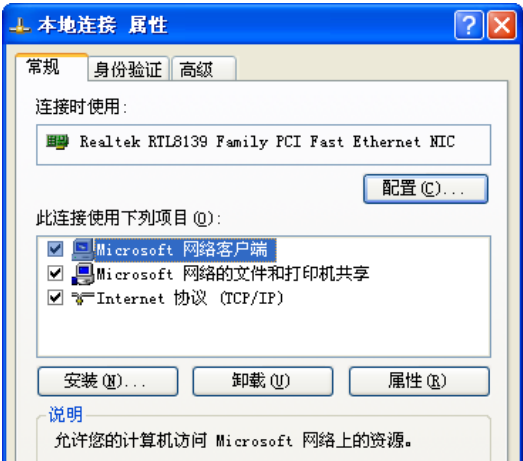 本地连接 属性
常规 身份验证 高级
连接时使用:
Realtek RTL8139 Family PCI Fast Ethernet NIC
配置(C)...
此连接使用下列项目(O):
Microsoft 网络客户端
Microsoft 网络的文件和打印机共享
Internet 协议 (TCP/IP)
安装(N)... 卸载(U) 属性(R)
说明
允许您的计算机访问 Microsoft 网络上的资源。